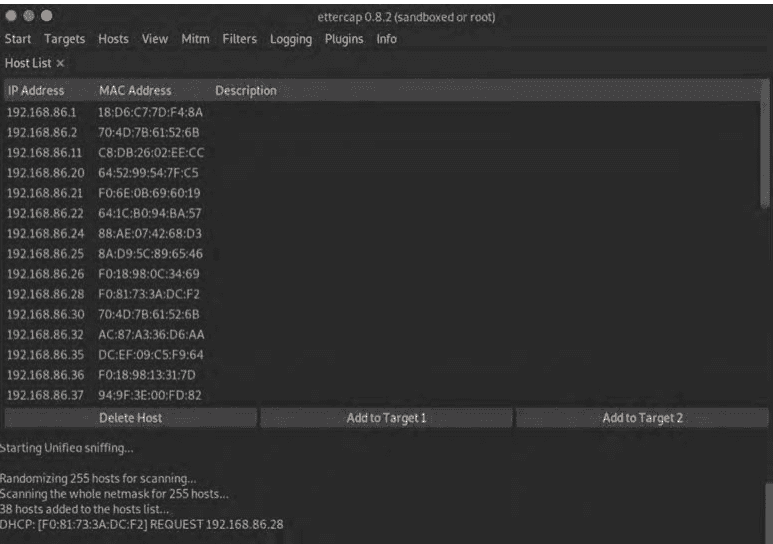 ettercap 0.8.2 (sandboxed or root)
Start Targets Hosts View Mitm Filters Logging Plugins Info
Host List ×
IP Address MAC Address Description
192.168.86.1 18:D6:C7:7D:F4:8A
192.168.86.2 70:4D:7B:61:52:6B
192.168.86.11 C8:DB:26:02:EE:CC
192.168.86.20 64:52:99:54:7F:C5
192.168.86.21 F0:6E:0B:69:60:19
192.168.86.22 64:1C:B0:94:BA:57
192.168.86.24 88:AE:07:42:68:D3
192.168.86.25 8A:D9:5C:89:65:46
192.168.86.26 F0:18:98:0C:34:69
192.168.86.28 F0:81:73:3A:DC:F2
192.168.86.30 70:4D:7B:61:52:6B
192.168.86.32 AC:87:A3:36:D6:AA
192.168.86.35 DC:EF:09:C5:F9:64
192.168.86.36 F0:18:98:13:31:7D
192.168.86.37 94:9F:3E:00:FD:82
Delete Host Add to Target 1 Add to Target 2
Starting Unified sniffing...
Randomizing 255 hosts for scanning...
Scanning the whole netmask for 255 hosts...
38 hosts added to the hosts list...
DHCP: [F0:81:73:3A:DC:F2] REQUEST 192.168.86.28